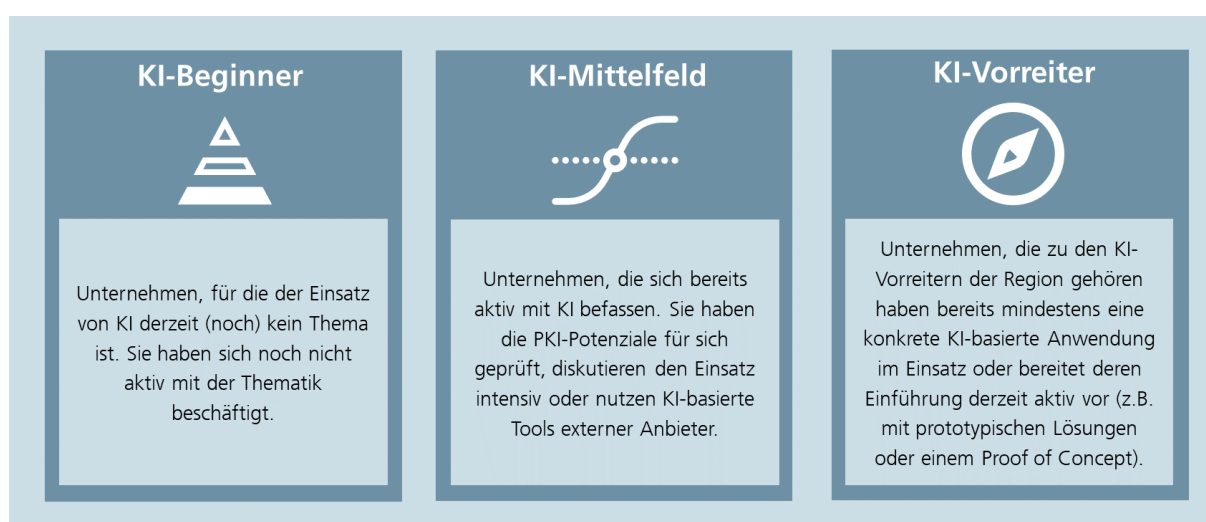 KI-Beginner
Unternehmen, für die der Einsatz
von KI derzeit (noch) kein Thema
ist. Sie haben sich noch nicht
aktiv mit der Thematik
beschäftigt.
KI-Mittelfeld
Unternehmen, die sich bereits
aktiv mit KI befassen. Sie haben
die PKI-Potenziale für sich
geprüft, diskutieren den Einsatz
intensiv oder nutzen KI-basierte
Tools externer Anbieter.
KI-Vorreiter
Unternehmen, die zu den KI-
Vorreitern der Region gehören
haben bereits mindestens eine
konkrete KI-basierte Anwendung
im Einsatz oder bereitet deren
Einführung derzeit aktiv vor (z.B.
mit prototypischen Lösungen
oder einem Proof of Concept).